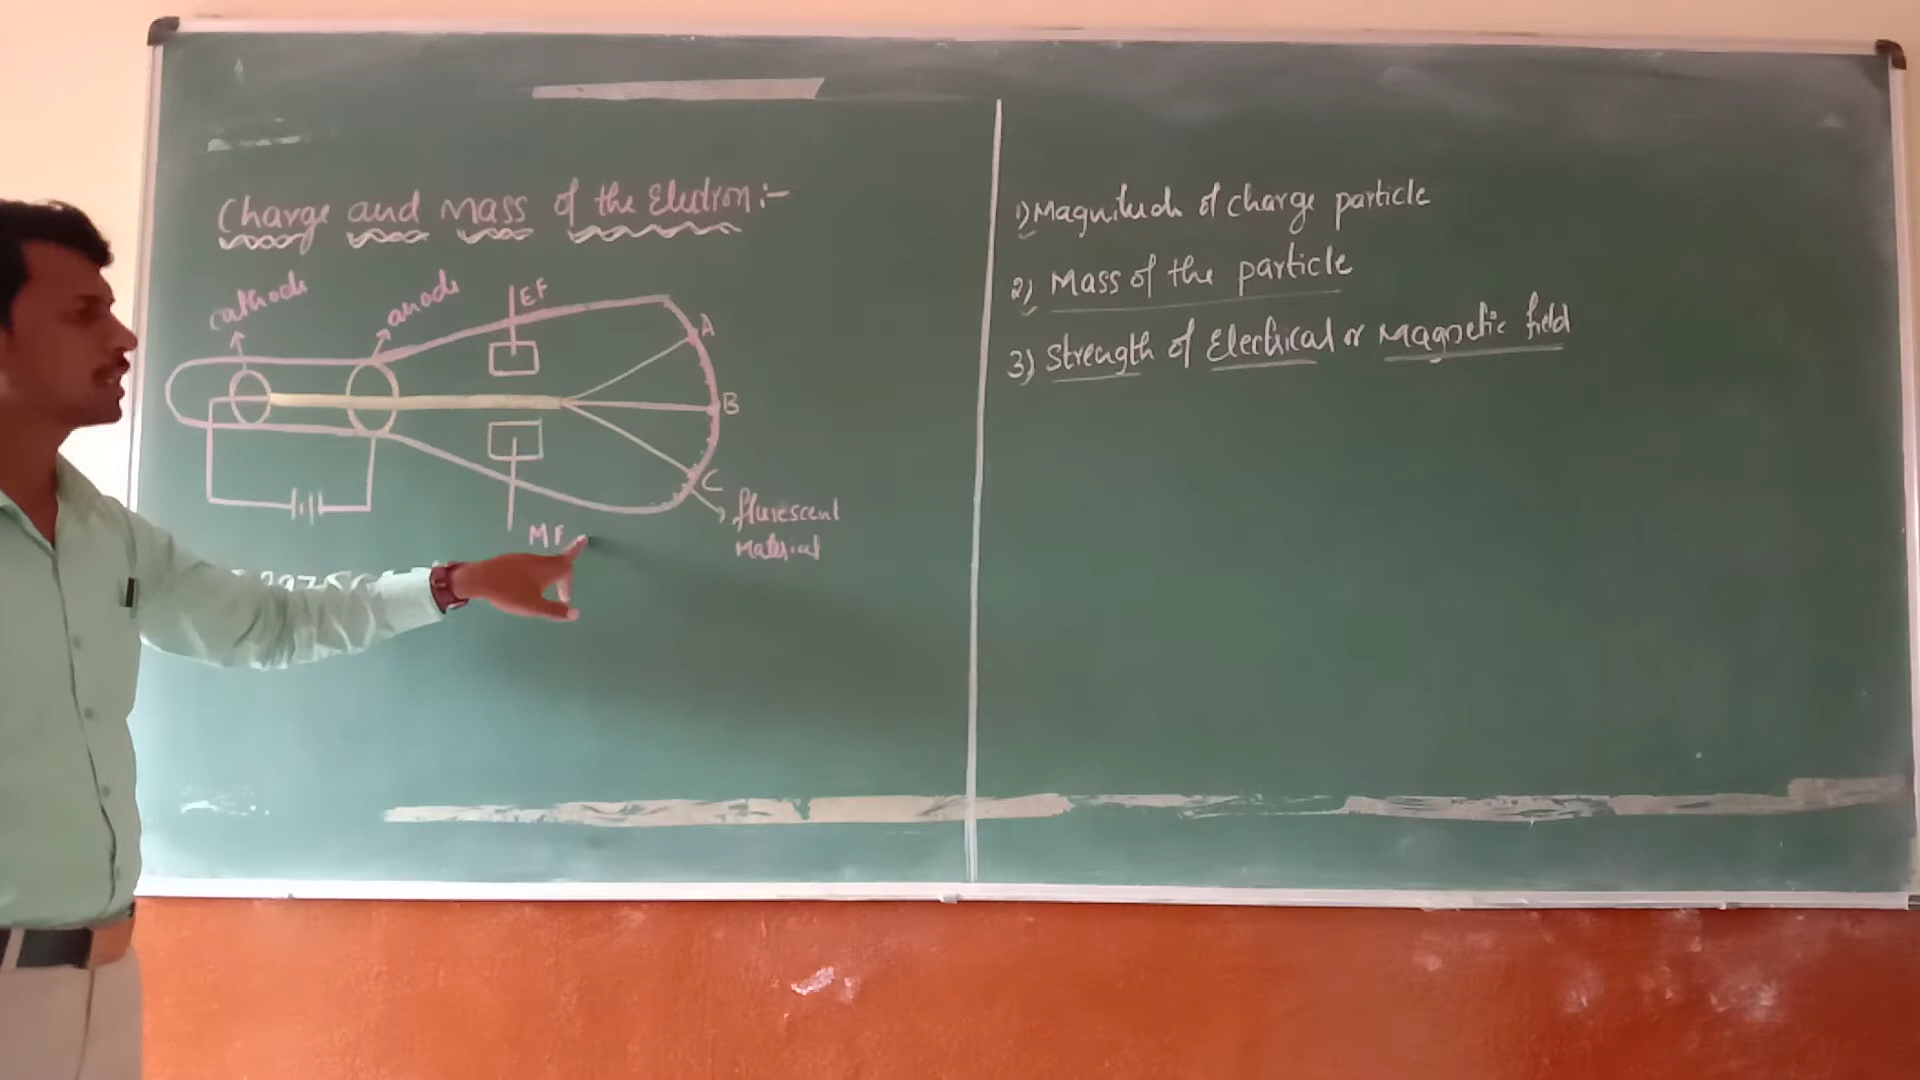 Charge and Mass of the Electron:-
cathode
anode
EF
A
B
C
MF
flurescent
Material
1) Magnitude of charge particle
2) Mass of the particle
3) Strength of Electrical or Magnetic field